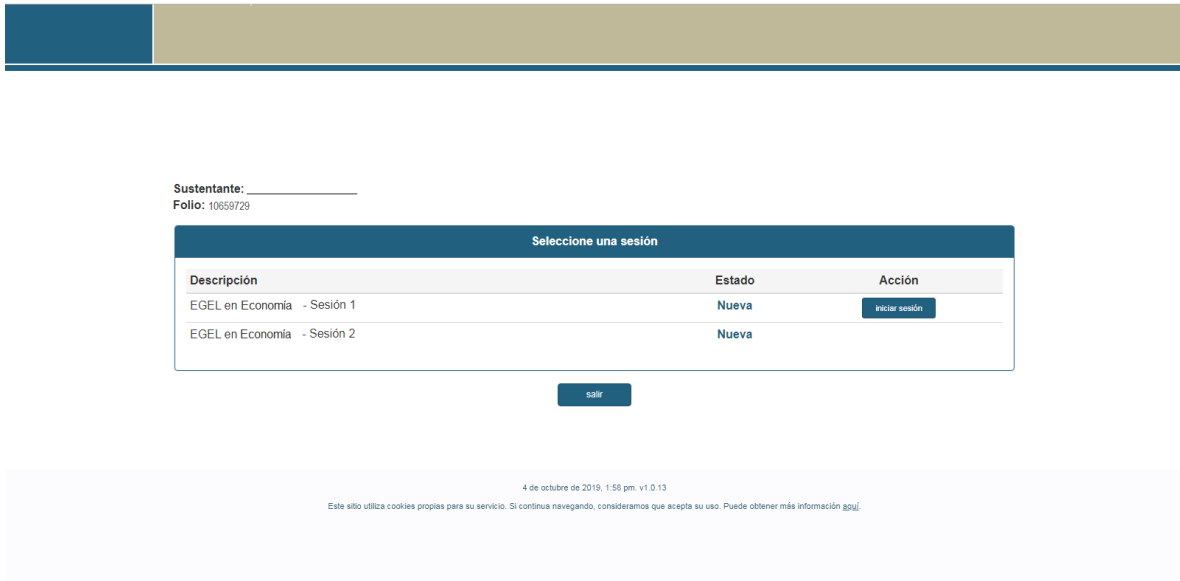 Sustentante: __________________
Folio: 10659729
Seleccione una sesión
Descripción Estado Acción
EGEL en Economía - Sesión 1 Nueva iniciar sesión
EGEL en Economía - Sesión 2 Nueva
salir
4 de octubre de 2019, 1:58 pm. v1.0.13
Este sitio utiliza cookies propias para su servicio. Si continua navegando, consideramos que acepta su uso. Puede obtener más información aquí.